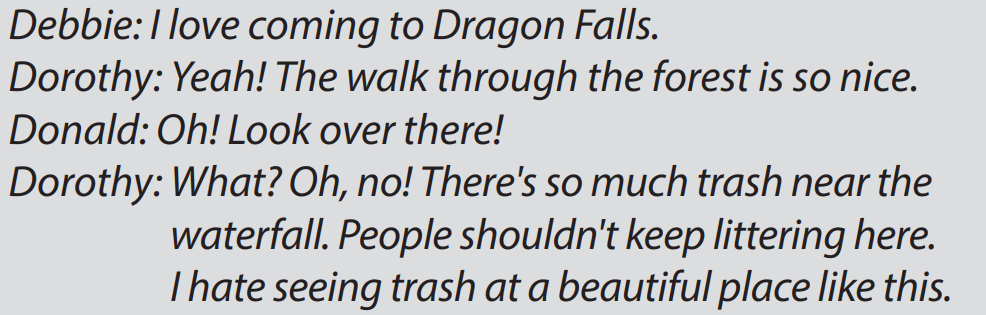 Debbie: I love coming to Dragon Falls.
Dorothy: Yeah! The walk through the forest is so nice.
Donald: Oh! Look over there!
Dorothy: What? Oh, no! There's so much trash near the
waterfall. People shouldn't keep littering here.
I hate seeing trash at a beautiful place like this.